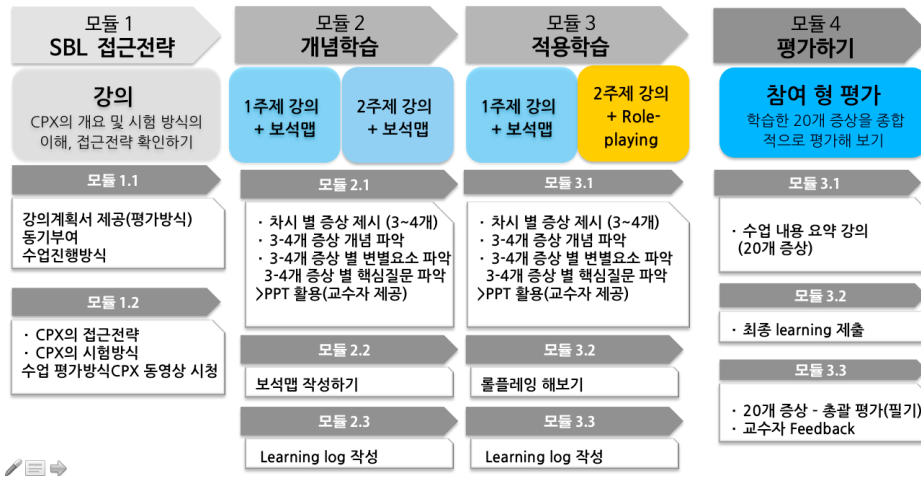 모듈 1
SBL 접근전략
강의
CPX의 개요 및 시험 방식의
이해, 접근전략 확인하기
모듈 1.1
강의계획서 제공(평가방식)
동기부여
수업진행방식
모듈 1.2
· CPX의 접근전략
· CPX의 시험방식
수업 평가방식CPX 동영상 시청
모듈 2
개념학습
1주제 강의
+ 보석맵
2주제 강의
+ 보석맵
모듈 2.1
· 차시 별 증상 제시 (3~4개)
· 3-4개 증상 개념 파악
· 3-4개 증상 별 변별요소 파악
3-4개 증상 별 핵심질문 파악
>PPT 활용(교수자 제공)
모듈 2.2
보석맵 작성하기
모듈 2.3
Learning log 작성
모듈 3
적용학습
1주제 강의
+ 보석맵
2주제 강의
+ Role-
playing
모듈 3.1
· 차시 별 증상 제시 (3~4개)
· 3-4개 증상 개념 파악
· 3-4개 증상 별 변별요소 파악
3-4개 증상 별 핵심질문 파악
>PPT 활용(교수자 제공)
모듈 3.2
롤플레잉 해보기
모듈 3.3
Learning log 작성
모듈 4
평가하기
참여 형 평가
학습한 20개 증상을 종합
적으로 평가해 보기
모듈 3.1
· 수업 내용 요약 강의
(20개 증상)
모듈 3.2
· 최종 learning 제출
모듈 3.3
· 20개 증상 - 총괄 평가(필기)
· 교수자 Feedback